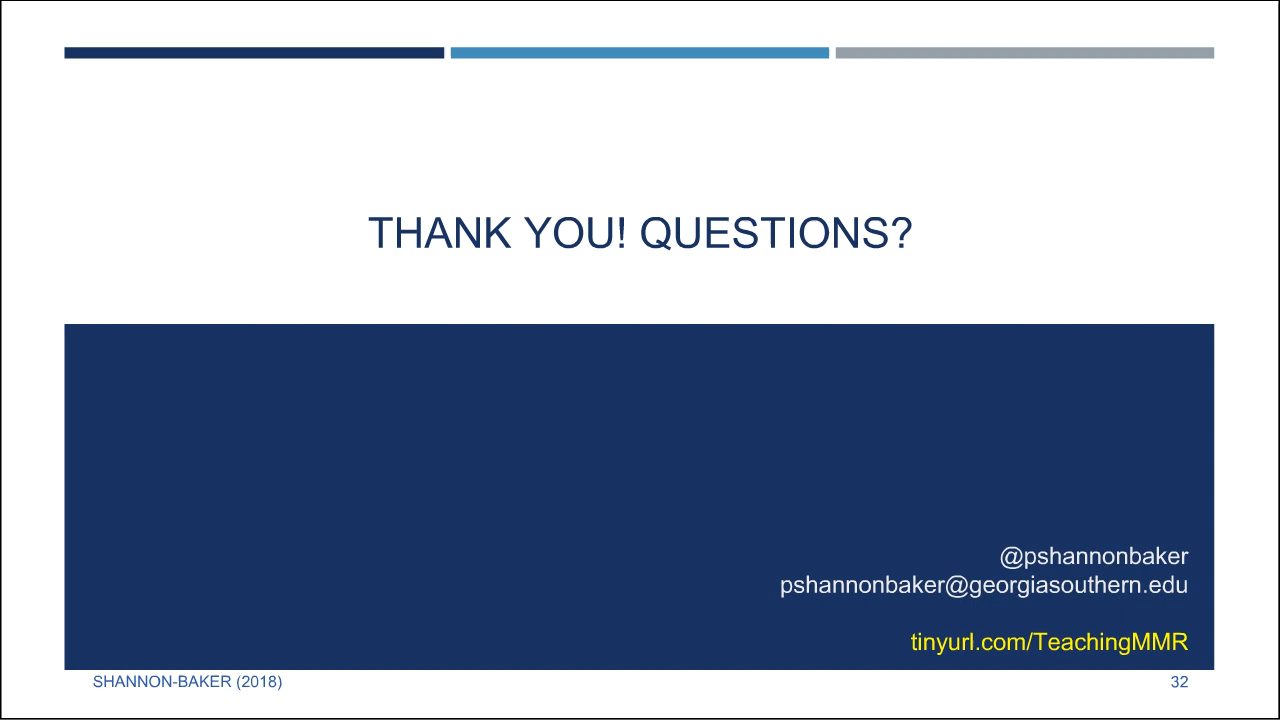 THANK YOU! QUESTIONS?
@pshannonbaker
pshannonbaker@georgiasouthern.edu
tinyurl.com/TeachingMMR
SHANNON-BAKER (2018)
32